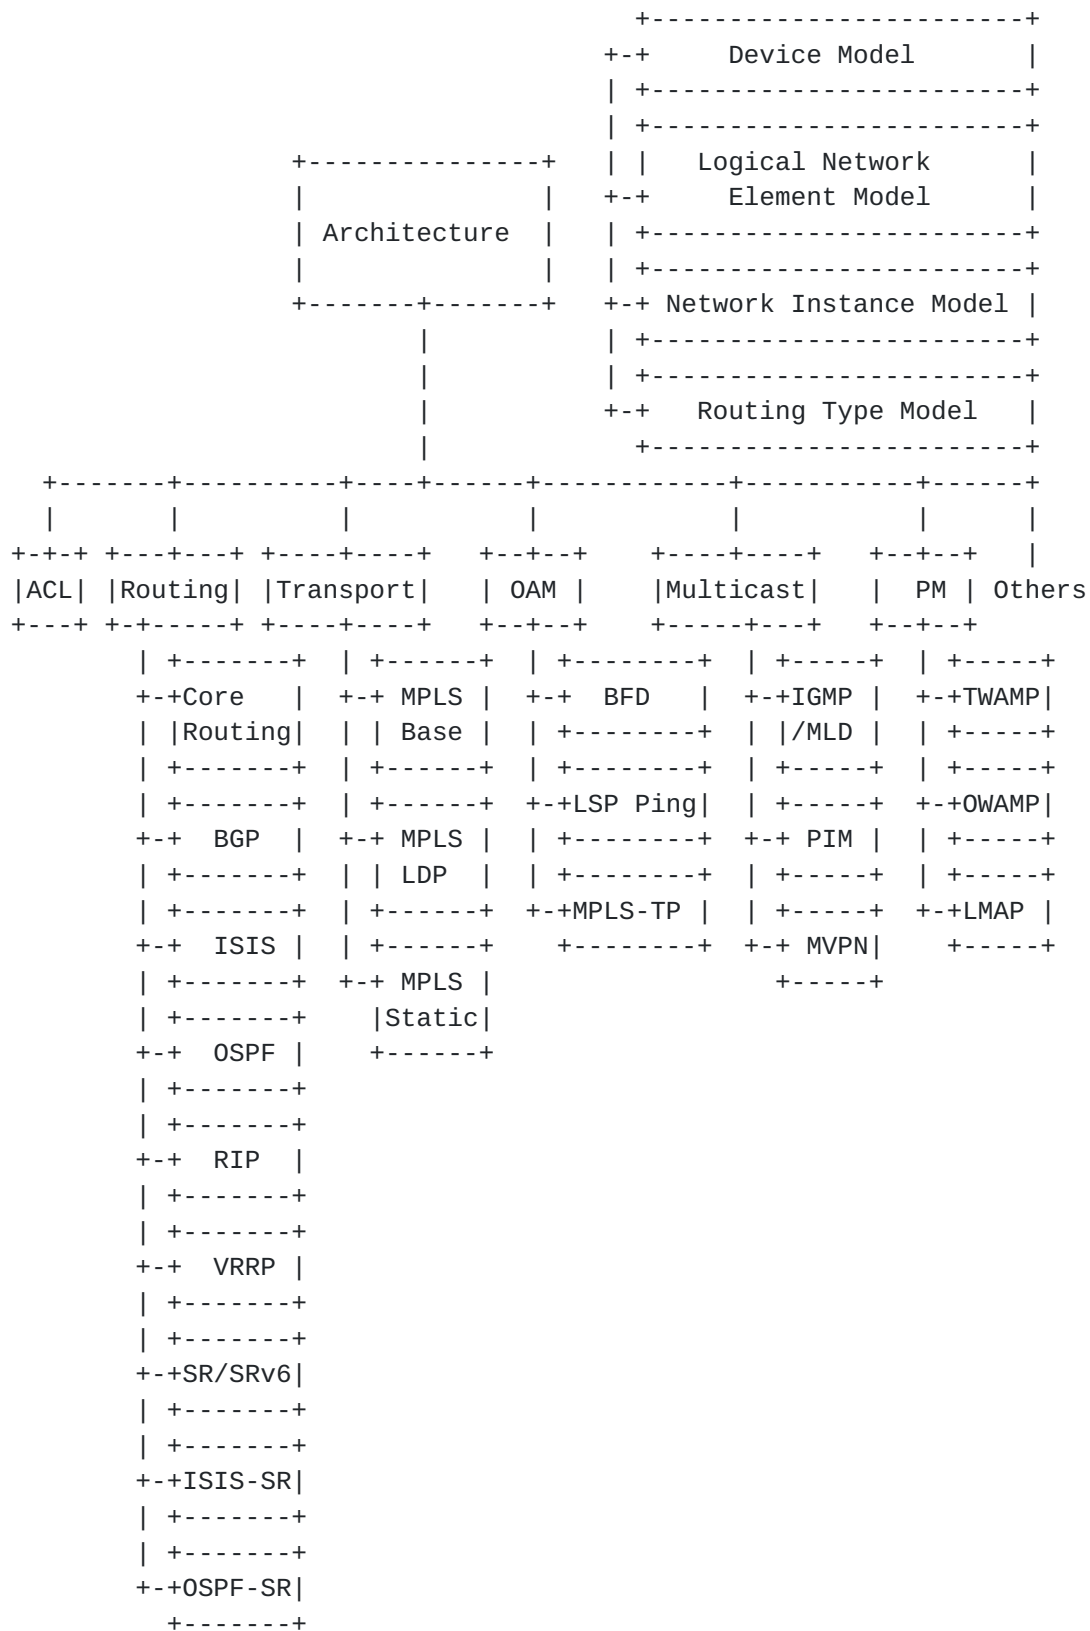 Device Model
Logical Network
Element Model
Architecture
Network Instance Model
Routing Type Model
ACL Routing Transport OAM Multicast PM Others
Core MPLS BFD IGMP TWAMP
Routing Base /MLD
LSP Ping OWAMP
BGP MPLS PIM
LDP
MPLS-TP LMAP
ISIS MVPN
MPLS
Static
OSPF
RIP
VRRP
SR/SRv6
ISIS-SR
OSPF-SR